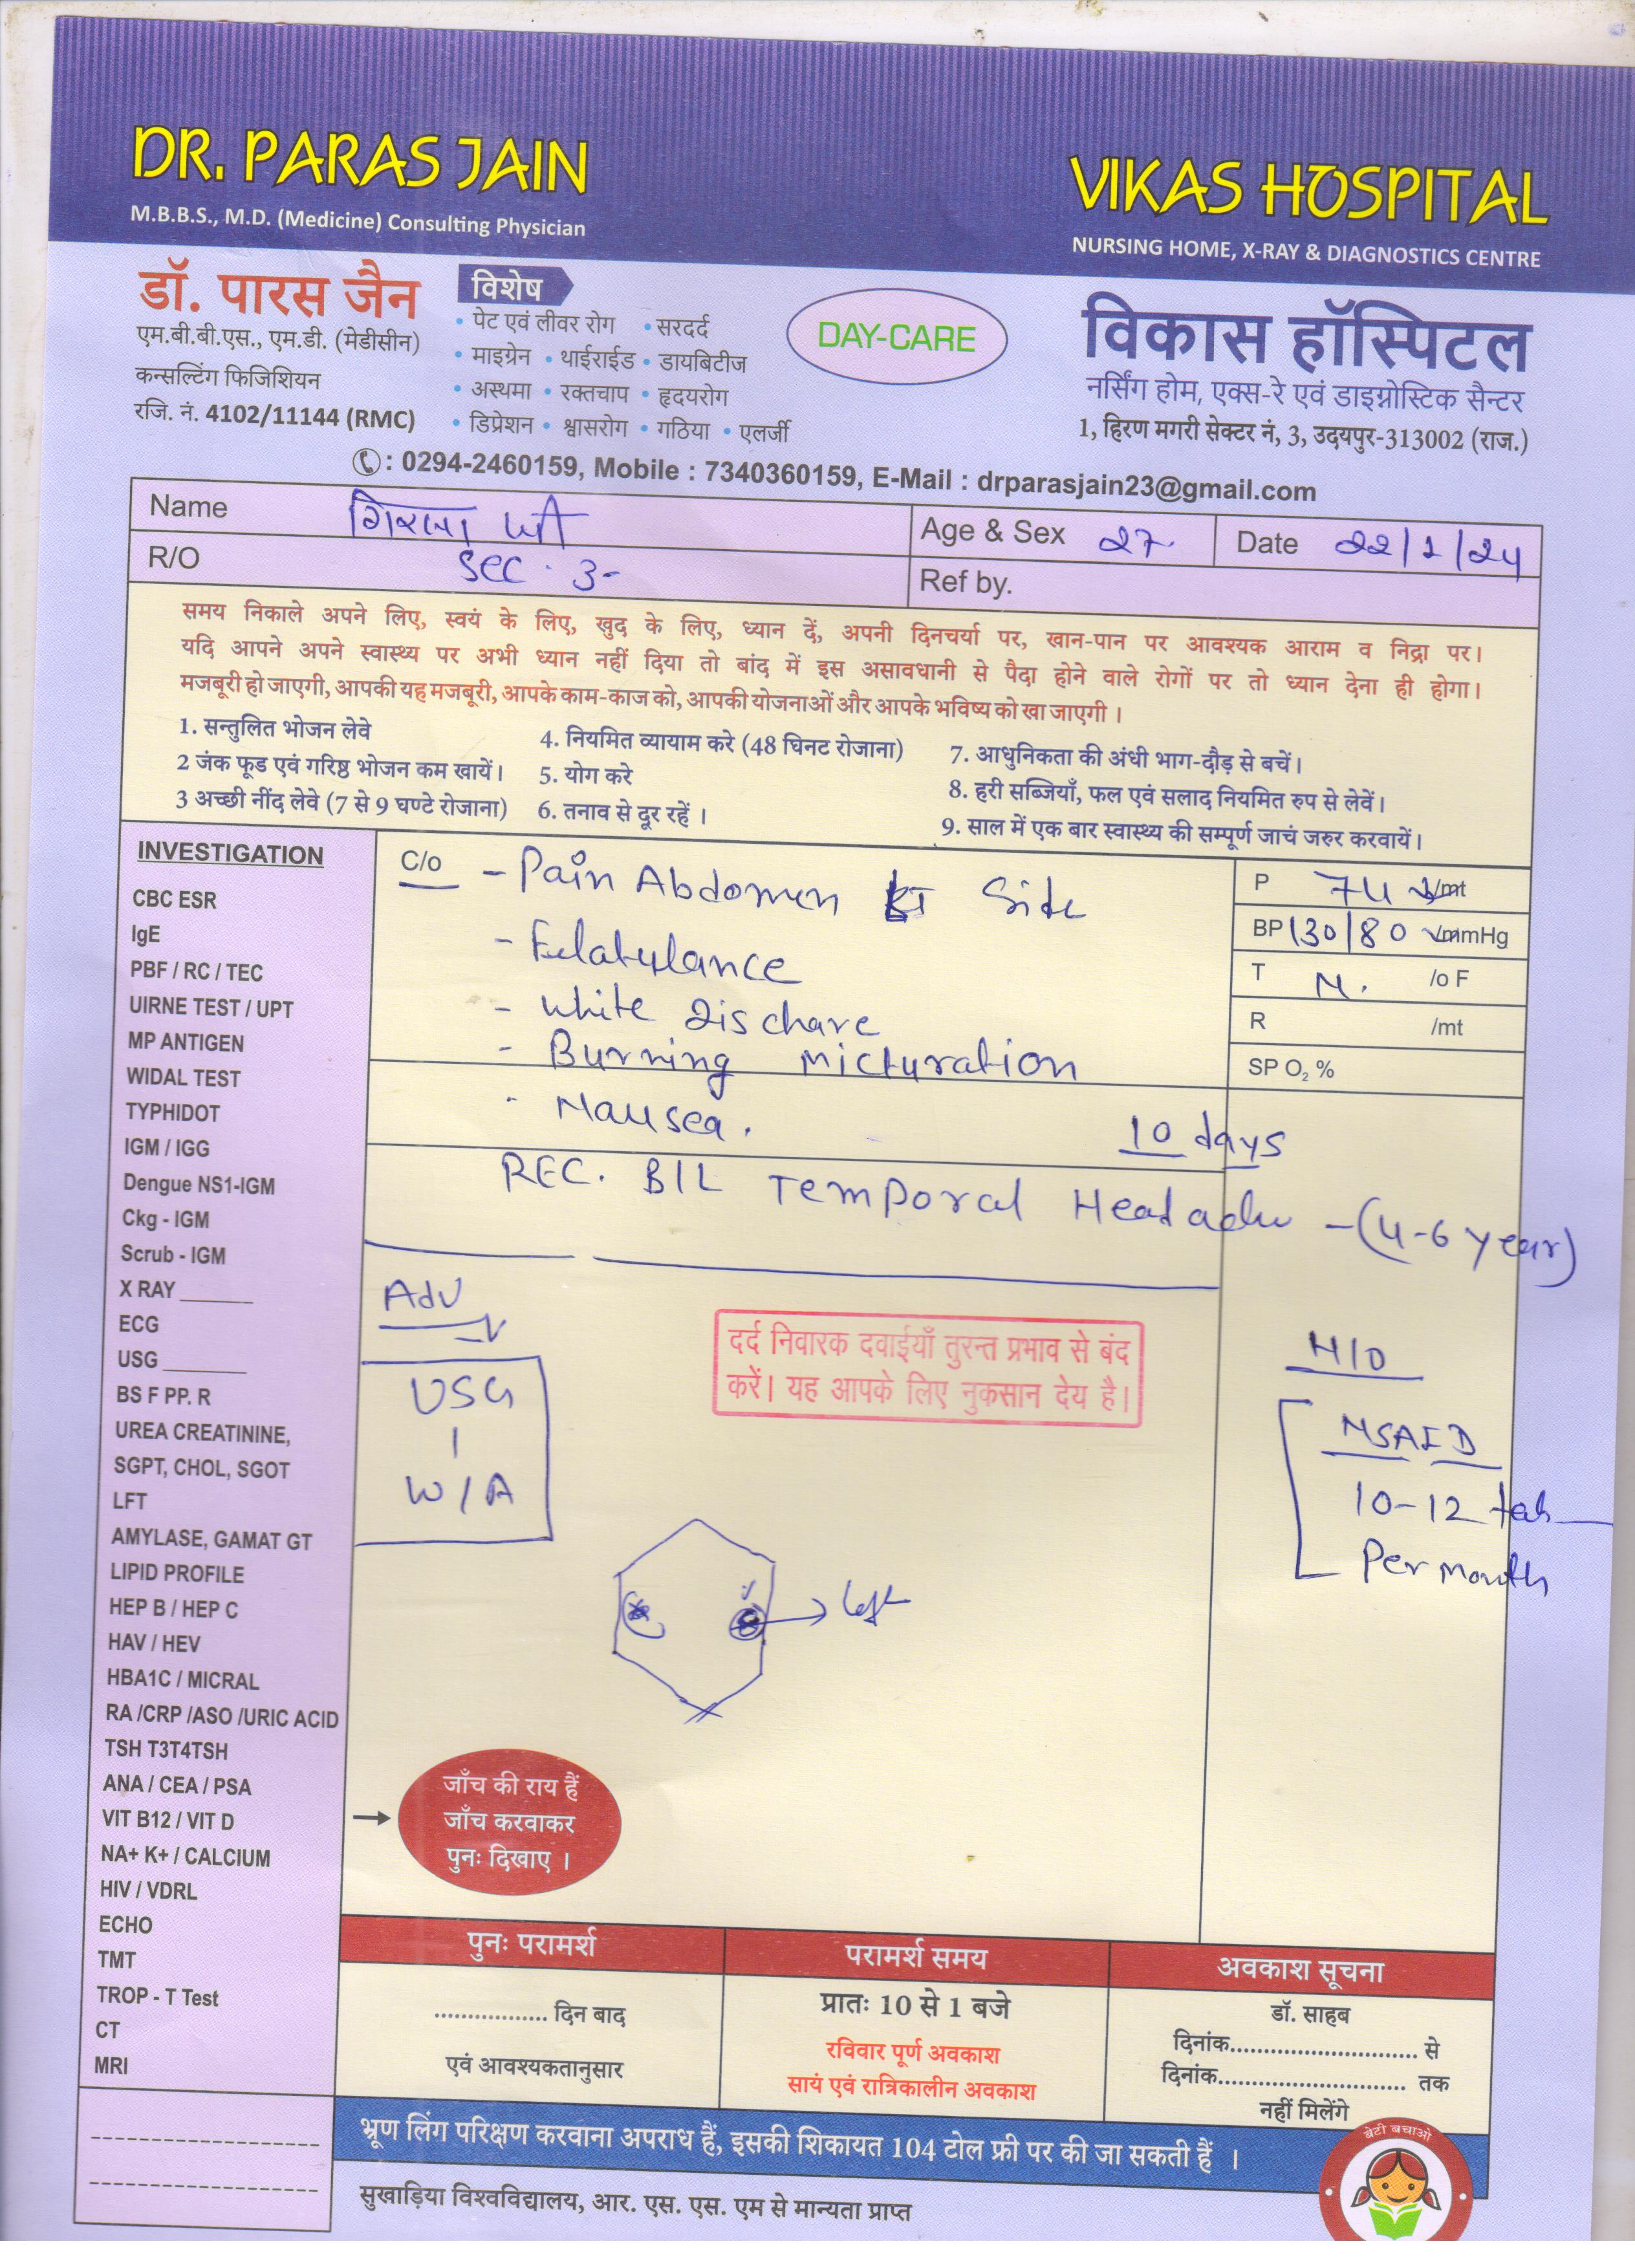 DR. PARAS JAIN
M.B.B.S., M.D. (Medicine) Consulting Physician
VIKAS HOSPITAL
NURSING HOME, X-RAY & DIAGNOSTICS CENTRE
डॉ. पारस जैन
एम.बी.बी.एस., एम.डी. (मेडीसीन)
कन्सल्टिंग फिजिशियन
रजि. नं. 4102/11144 (RMC)
विशेष
• पेट एवं लीवर रोग • सरदर्द
• माइग्रेन • थाईराईड • डायबिटीज
• अस्थमा • रक्तचाप • हृदयरोग
• डिप्रेशन • श्वासरोग • गठिया • एलर्जी
DAY-CARE
विकास हॉस्पिटल
नर्सिंग होम, एक्स-रे एवं डाइग्नोस्टिक सैन्टर
1, हिरण मगरी सेक्टर नं, 3, उदयपुर-313002 (राज.)
: 0294-2460159, Mobile : 7340360159, E-Mail : drparasjain23@gmail.com
Name
Age & Sex 27
Date 22/1/24
R/O Sec. 3-
Ref by.
समय निकाले अपने लिए, स्वयं के लिए, खुद के लिए, ध्यान दें, अपनी दिनचर्या पर, खान-पान पर आवश्यक आराम व निद्रा पर।
यदि आपने अपने स्वास्थ्य पर अभी ध्यान नहीं दिया तो बांद में इस असावधानी से पैदा होने वाले रोगों पर तो ध्यान देना ही होगा।
मजबूरी हो जाएगी, आपकी यह मजबूरी, आपके काम-काज को, आपकी योजनाओं और आपके भविष्य को खा जाएगी ।
1. सन्तुलित भोजन लेवे
2 जंक फूड एवं गरिष्ठ भोजन कम खायें।
3 अच्छी नींद लेवे (7 से 9 घण्टे रोजाना)
4. नियमित व्यायाम करे (48 घिनट रोजाना)
5. योग करे
6. तनाव से दूर रहें ।
7. आधुनिकता की अंधी भाग-दौड़ से बचें।
8. हरी सब्जियाँ, फल एवं सलाद नियमित रुप से लेवें।
9. साल में एक बार स्वास्थ्य की सम्पूर्ण जाचं जरुर करवायें।
INVESTIGATION
CBC ESR
IgE
PBF / RC / TEC
UIRNE TEST / UPT
MP ANTIGEN
WIDAL TEST
TYPHIDOT
IGM / IGG
Dengue NS1-IGM
Ckg - IGM
Scrub - IGM
X RAY ______
ECG
USG _______
BS F PP. R
UREA CREATININE,
SGPT, CHOL, SGOT
LFT
AMYLASE, GAMAT GT
LIPID PROFILE
HEP B / HEP C
HAV / HEV
HBA1C / MICRAL
RA /CRP /ASO /URIC ACID
TSH T3T4TSH
ANA / CEA / PSA
VIT B12 / VIT D
NA+ K+ / CALCIUM
HIV / VDRL
ECHO
TMT
TROP - T Test
CT
MRI
C/o - Pain Abdomen Side
- Flatulance
- White Dischare
- Burning micturation
- Nausea.
10 days
REC. B/L Temporal Headache - (4-6 year)
P 74 /mt
BP 130/80 mmHg
T N. /o F
R /mt
SP O₂ %
Adv
USG
W/A
दर्द निवारक दवाईयाँ तुरन्त प्रभाव से बंद
करें। यह आपके लिए नुकसान देय है।
H/O
NSAID
10-12 tab
Per month
left
जाँच की राय हैं
जाँच करवाकर
पुनः दिखाए ।
पुनः परामर्श
................. दिन बाद
एवं आवश्यकतानुसार
परामर्श समय
प्रातः 10 से 1 बजे
रविवार पूर्ण अवकाश
सायं एवं रात्रिकालीन अवकाश
अवकाश सूचना
डॉ. साहब
दिनांक............................ से
दिनांक............................ तक
नहीं मिलेंगे
भ्रूण लिंग परिक्षण करवाना अपराध हैं, इसकी शिकायत 104 टोल फ्री पर की जा सकती हैं ।
सुखाड़िया विश्वविद्यालय, आर. एस. एस. एम से मान्यता प्राप्त
बेटी बचाओ